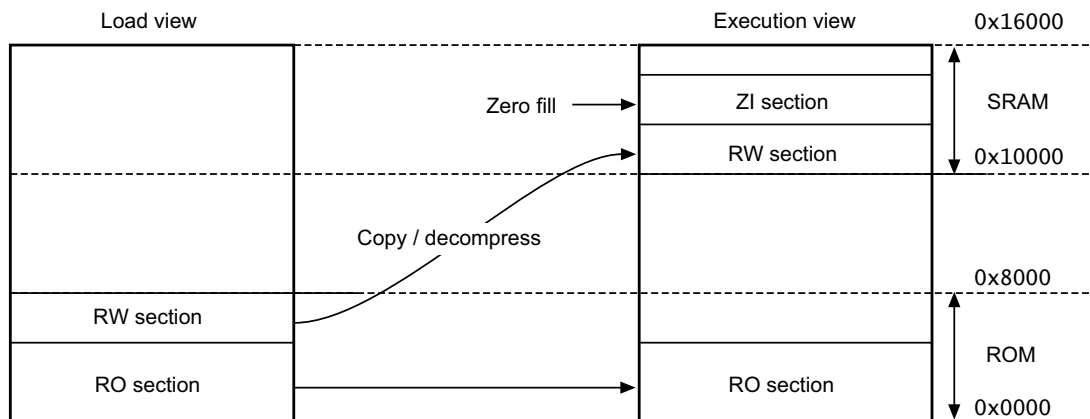 Load view
Execution view
0x16000
Zero fill
ZI section
SRAM
RW section
0x10000
Copy / decompress
0x8000
RW section
ROM
RO section
RO section
0x0000